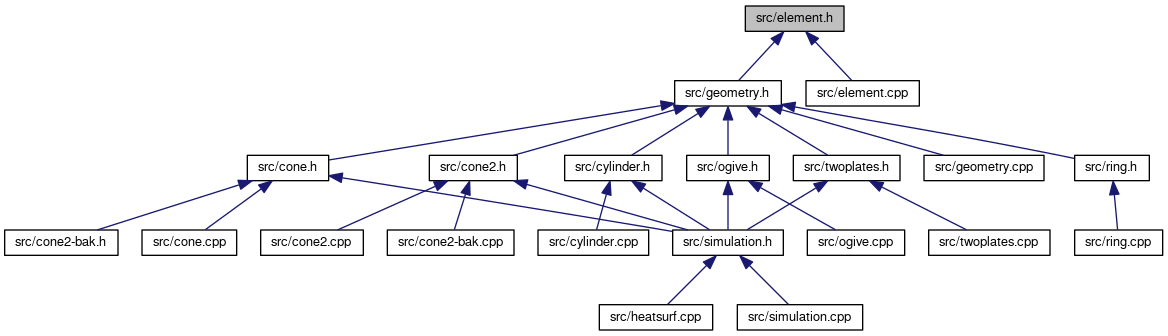 src/element.h
src/geometry.h
src/element.cpp
src/cone.h
src/cone2.h
src/cylinder.h
src/ogive.h
src/twoplates.h
src/geometry.cpp
src/ring.h
src/cone2-bak.h
src/cone.cpp
src/cone2.cpp
src/cone2-bak.cpp
src/cylinder.cpp
src/simulation.h
src/ogive.cpp
src/twoplates.cpp
src/ring.cpp
src/heatsurf.cpp
src/simulation.cpp